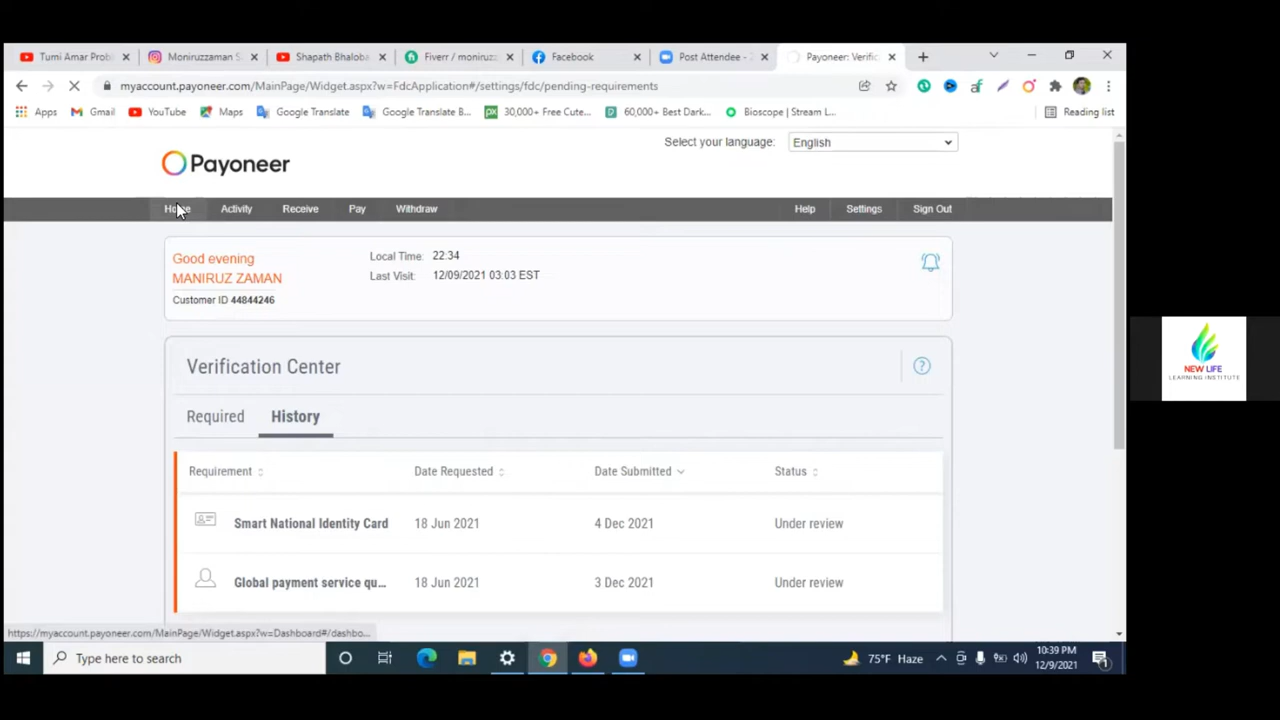 Tumi Amar Probl
Moniruzzaman S
Shapath Bhaloba
Fiverr / moniruz
Facebook
Post Attendee - Z
Payoneer: Verific
myaccount.payoneer.com/MainPage/Widget.aspx?w=FdcApplication#/settings/fdc/pending-requirements
Apps
Gmail
YouTube
Maps
Google Translate
Google Translate B...
30,000+ Free Cute...
60,000+ Best Dark...
Bioscope | Stream L...
Reading list
Select your language:
English
Payoneer
Home
Activity
Receive
Pay
Withdraw
Help
Settings
Sign Out
Good evening
MANIRUZ ZAMAN
Customer ID 44844246
Local Time: 22:34
Last Visit: 12/09/2021 03:03 EST
Verification Center
Required
History
Requirement
Date Requested
Date Submitted
Status
Smart National Identity Card
18 Jun 2021
4 Dec 2021
Under review
Global payment service qu...
18 Jun 2021
3 Dec 2021
Under review
https://myaccount.payoneer.com/MainPage/Widget.aspx?w=Dashboard#/dashbo...
Type here to search
75°F Haze
10:39 PM
12/9/2021
NEW LIFE
LEARNING INSTITUTE